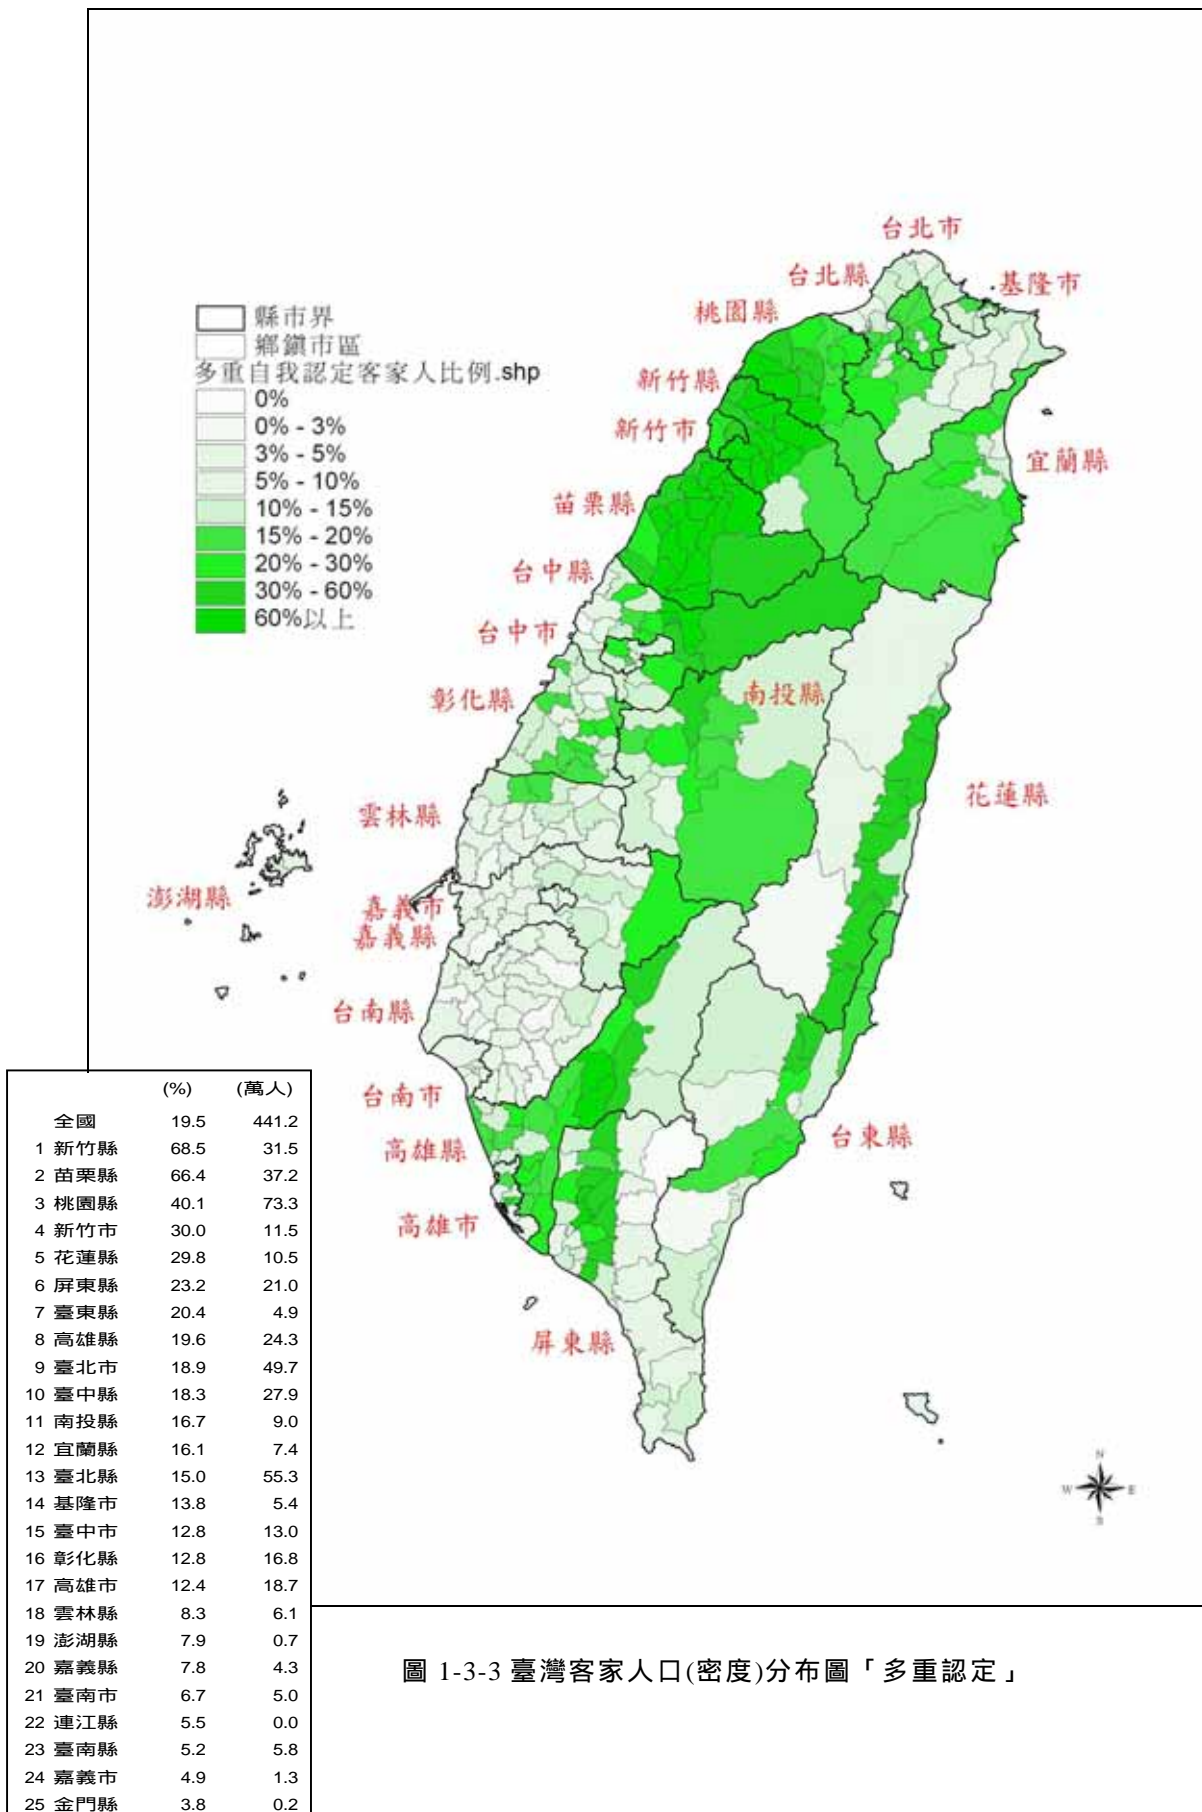 台北市
台北縣
基隆市
桃園縣
新竹縣
新竹市
宜蘭縣
苗栗縣
台中縣
台中市
彰化縣
南投縣
花蓮縣
雲林縣
澎湖縣
嘉義市
嘉義縣
台南縣
台南市
高雄縣
台東縣
高雄市
屏東縣
縣市界
鄉鎮市區
多重自我認定客家人比例.shp
0%
0% - 3%
3% - 5%
5% - 10%
10% - 15%
15% - 20%
20% - 30%
30% - 60%
60%以上
N
W E
S
(%) (萬人)
全國 19.5 441.2
1 新竹縣 68.5 31.5
2 苗栗縣 66.4 37.2
3 桃園縣 40.1 73.3
4 新竹市 30.0 11.5
5 花蓮縣 29.8 10.5
6 屏東縣 23.2 21.0
7 臺東縣 20.4 4.9
8 高雄縣 19.6 24.3
9 臺北市 18.9 49.7
10 臺中縣 18.3 27.9
11 南投縣 16.7 9.0
12 宜蘭縣 16.1 7.4
13 臺北縣 15.0 55.3
14 基隆市 13.8 5.4
15 臺中市 12.8 13.0
16 彰化縣 12.8 16.8
17 高雄市 12.4 18.7
18 雲林縣 8.3 6.1
19 澎湖縣 7.9 0.7
20 嘉義縣 7.8 4.3
21 臺南市 6.7 5.0
22 連江縣 5.5 0.0
23 臺南縣 5.2 5.8
24 嘉義市 4.9 1.3
25 金門縣 3.8 0.2
圖 1-3-3 臺灣客家人口(密度)分布圖「多重認定」